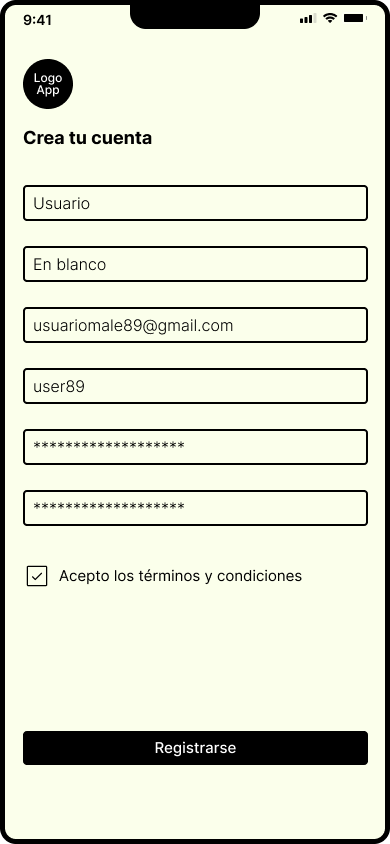 9:41
Logo
App
Crea tu cuenta
Usuario
En blanco
usuariomale89@gmail.com
user89
*******************
*******************
Acepto los términos y condiciones
Registrarse